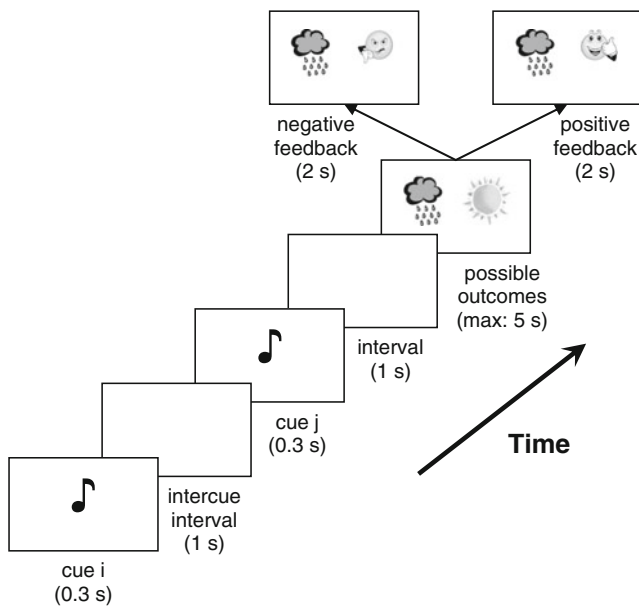 negative
feedback
(2 s)
positive
feedback
(2 s)
possible
outcomes
(max: 5 s)
interval
(1 s)
cue j
(0.3 s)
Time
intercue
interval
(1 s)
cue i
(0.3 s)